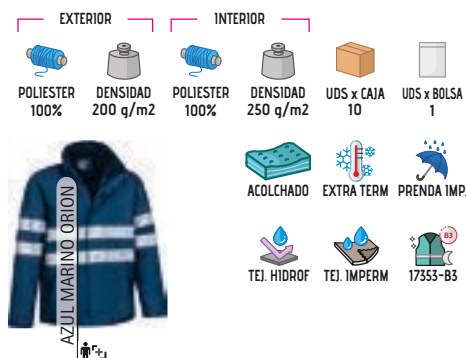 EXTERIOR INTERIOR
POLIESTER 100%
DENSIDAD 200 g/m2
POLIESTER 100%
DENSIDAD 250 g/m2
UDS x CAJA 10
UDS x BOLSA 1
ACOLCHADO EXTRA TERM PRENDA IMP.
B3
TEJ. HIDROF TEJ. IMPERM 17353-B3
AZUL MARINO ORION